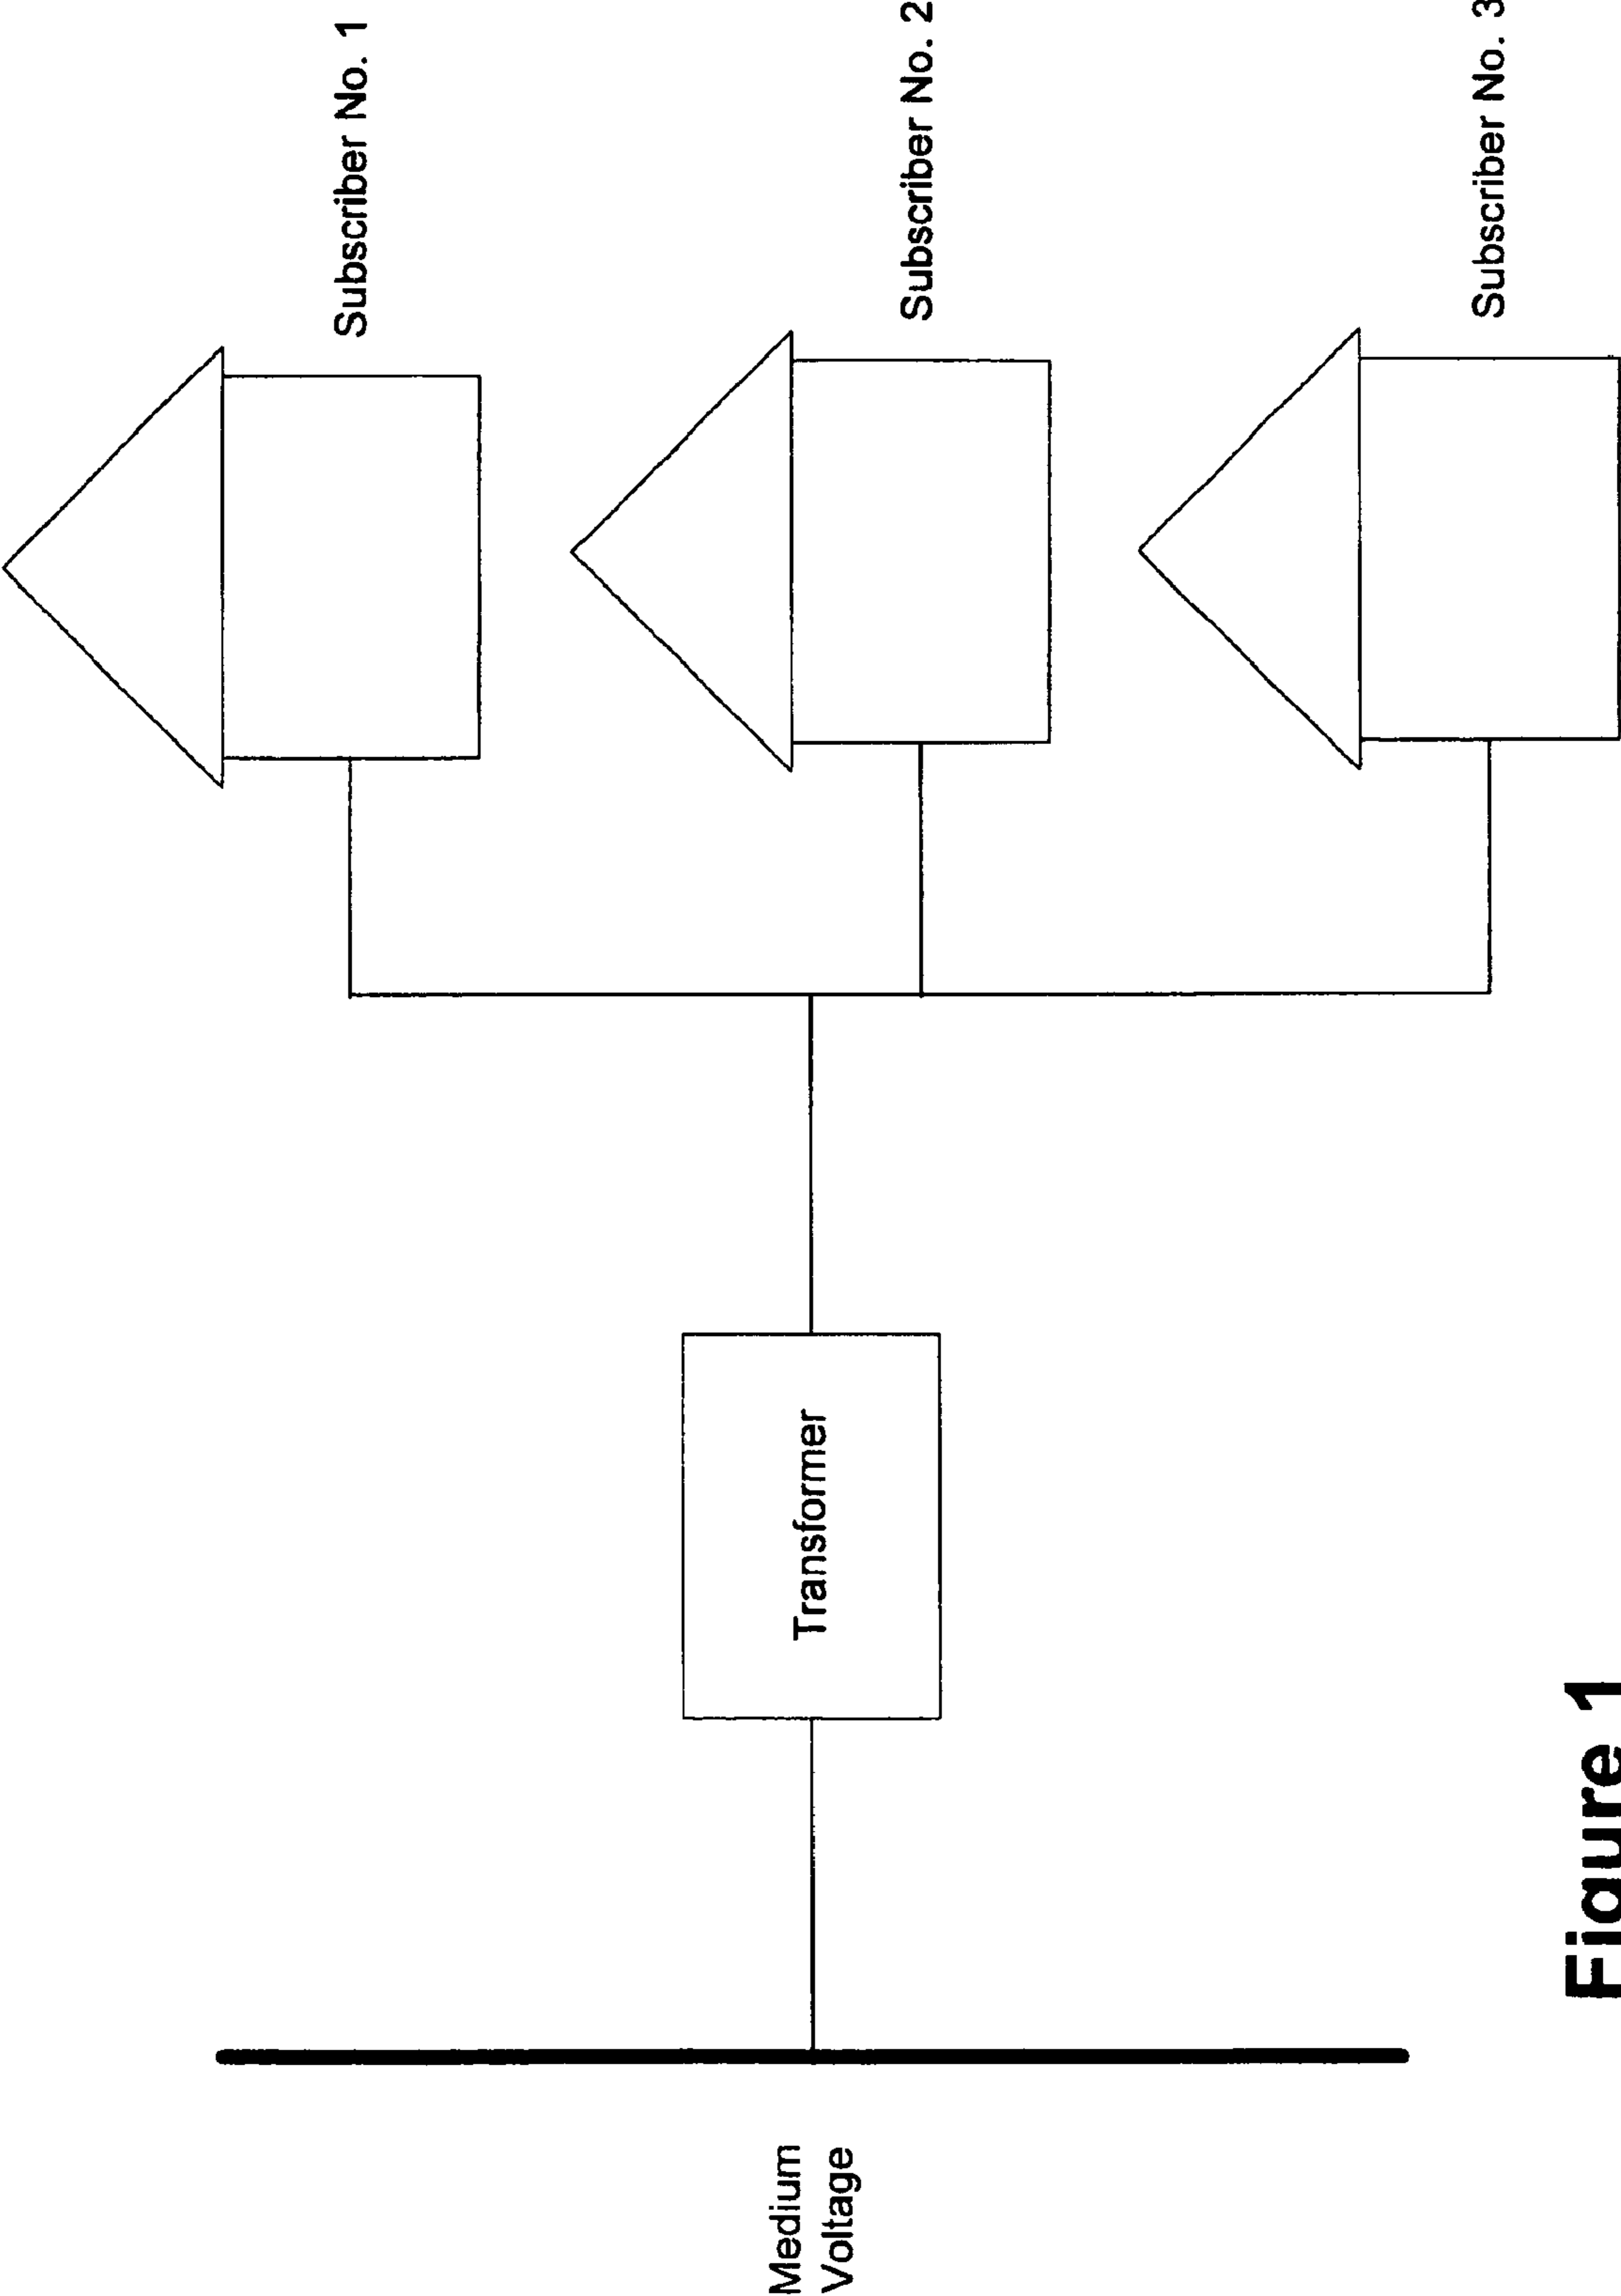 Subscriber No. 1
Subscriber No. 2
Subscriber No. 3
Transformer
Medium
Voltage
Figure 1